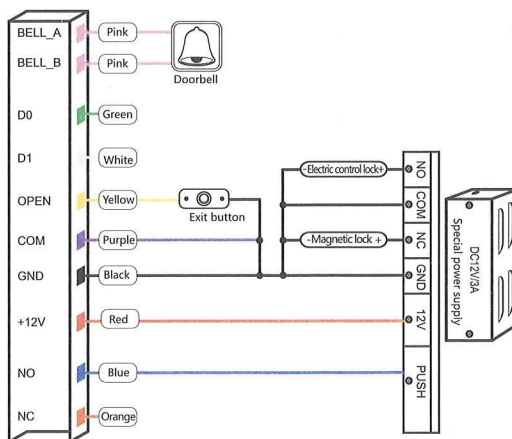 BELL_A Pink
BELL_B Pink
Doorbell
D0 Green
D1 White
OPEN Yellow
Exit button
COM Purple
GND Black
+12V Red
NO Blue
NC Orange
-Electric control lock+ NO
COM
-Magnetic lock + NC
GND
12V
PUSH
DC12V/3A
Special power supply